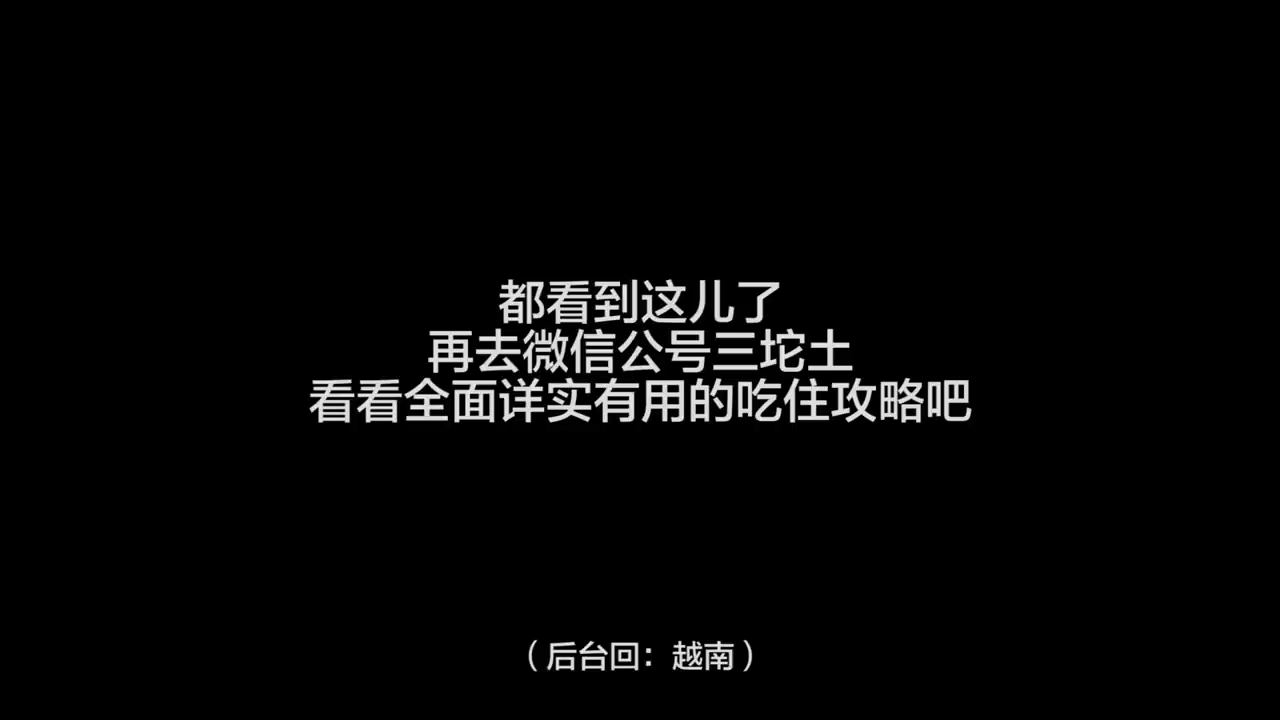 都看到这儿了
再去微信公号三坨土
看看全面详实有用的吃住攻略吧
（后台回：越南）